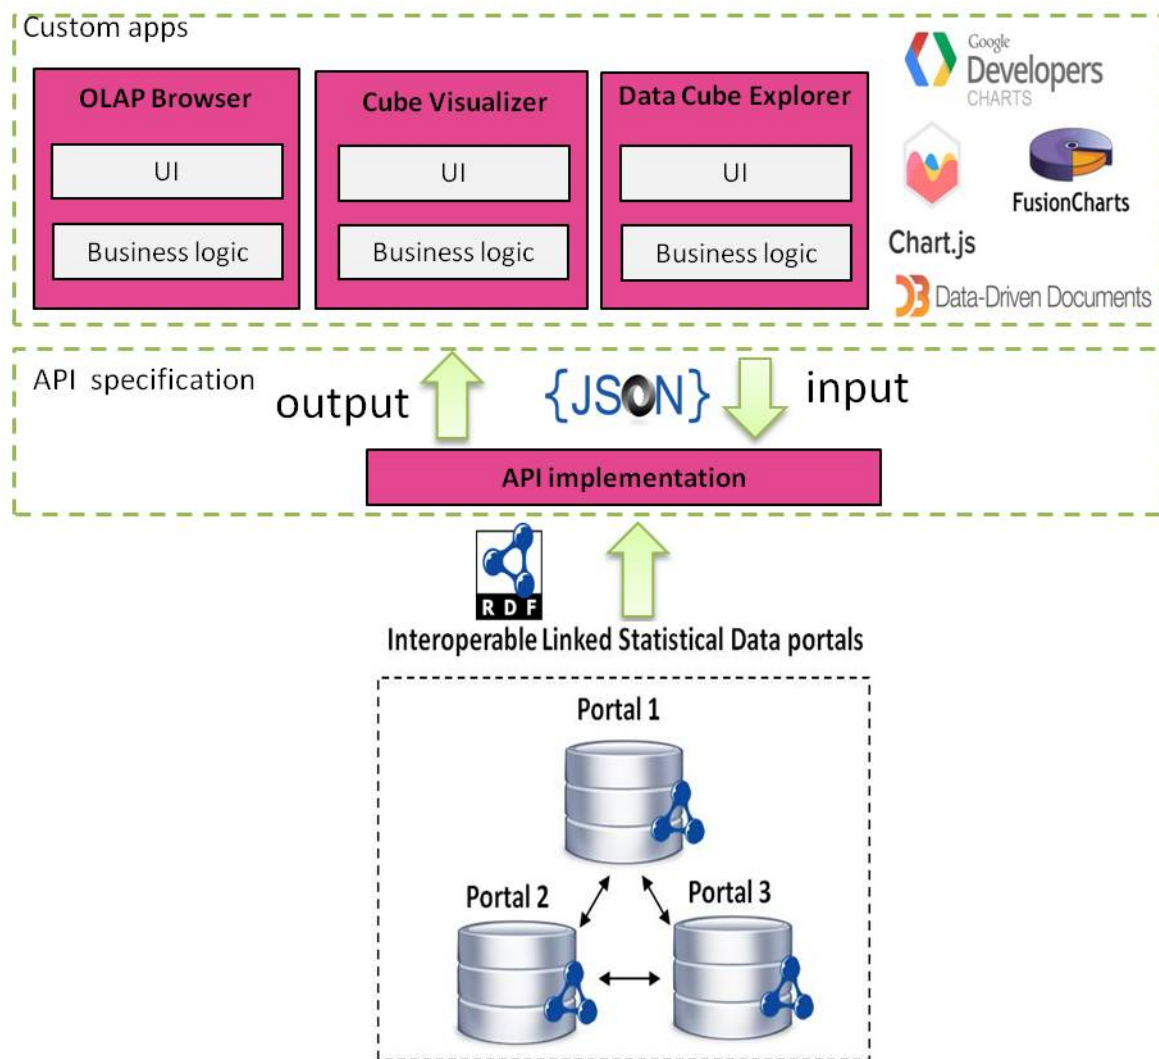 Custom apps
OLAP Browser
UI
Business logic
Cube Visualizer
UI
Business logic
Data Cube Explorer
UI
Business logic
Google
Developers
CHARTS
Chart.js
FusionCharts
D3 Data-Driven Documents
API specification
output
{JSON}
input
API implementation
RDF
Interoperable Linked Statistical Data portals
Portal 1
Portal 2
Portal 3